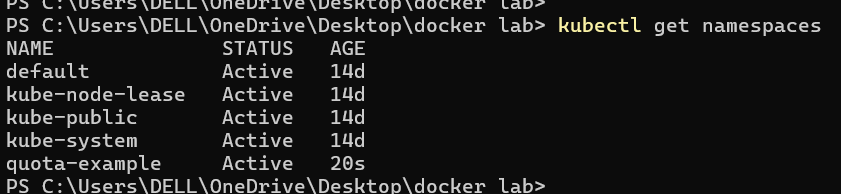 PS C:\Users\DELL\OneDrive\Desktop\docker lab>
PS C:\Users\DELL\OneDrive\Desktop\docker lab> kubectl get namespaces
NAME STATUS AGE
default Active 14d
kube-node-lease Active 14d
kube-public Active 14d
kube-system Active 14d
quota-example Active 20s
PS C:\Users\DELL\OneDrive\Desktop\docker lab>